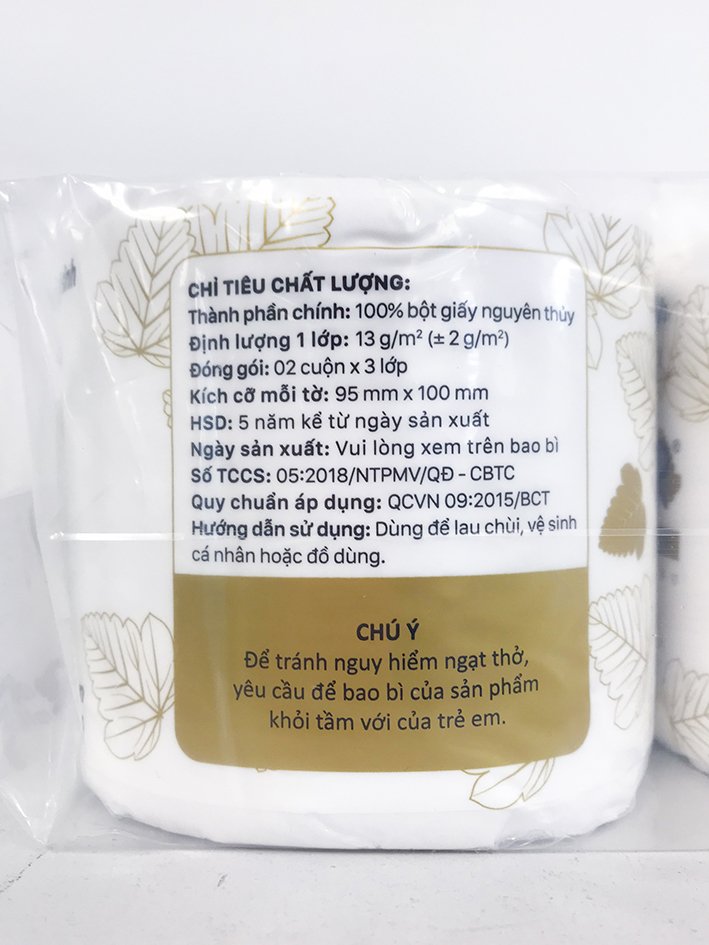 CHỈ TIÊU CHẤT LƯỢNG:
Thành phần chính: 100% bột giấy nguyên thủy
Định lượng 1 lớp: 13 g/m² (± 2 g/m²)
Đóng gói: 02 cuộn x 3 lớp
Kích cỡ mỗi tờ: 95 mm x 100 mm
HSD: 5 năm kể từ ngày sản xuất
Ngày sản xuất: Vui lòng xem trên bao bì
Số TCCS: 05:2018/NTPMV/QĐ - CBTC
Quy chuẩn áp dụng: QCVN 09:2015/BCT
Hướng dẫn sử dụng: Dùng để lau chùi, vệ sinh
cá nhân hoặc đồ dùng.
CHÚ Ý
Để tránh nguy hiểm ngạt thở,
yêu cầu để bao bì của sản phẩm
khỏi tầm với của trẻ em.